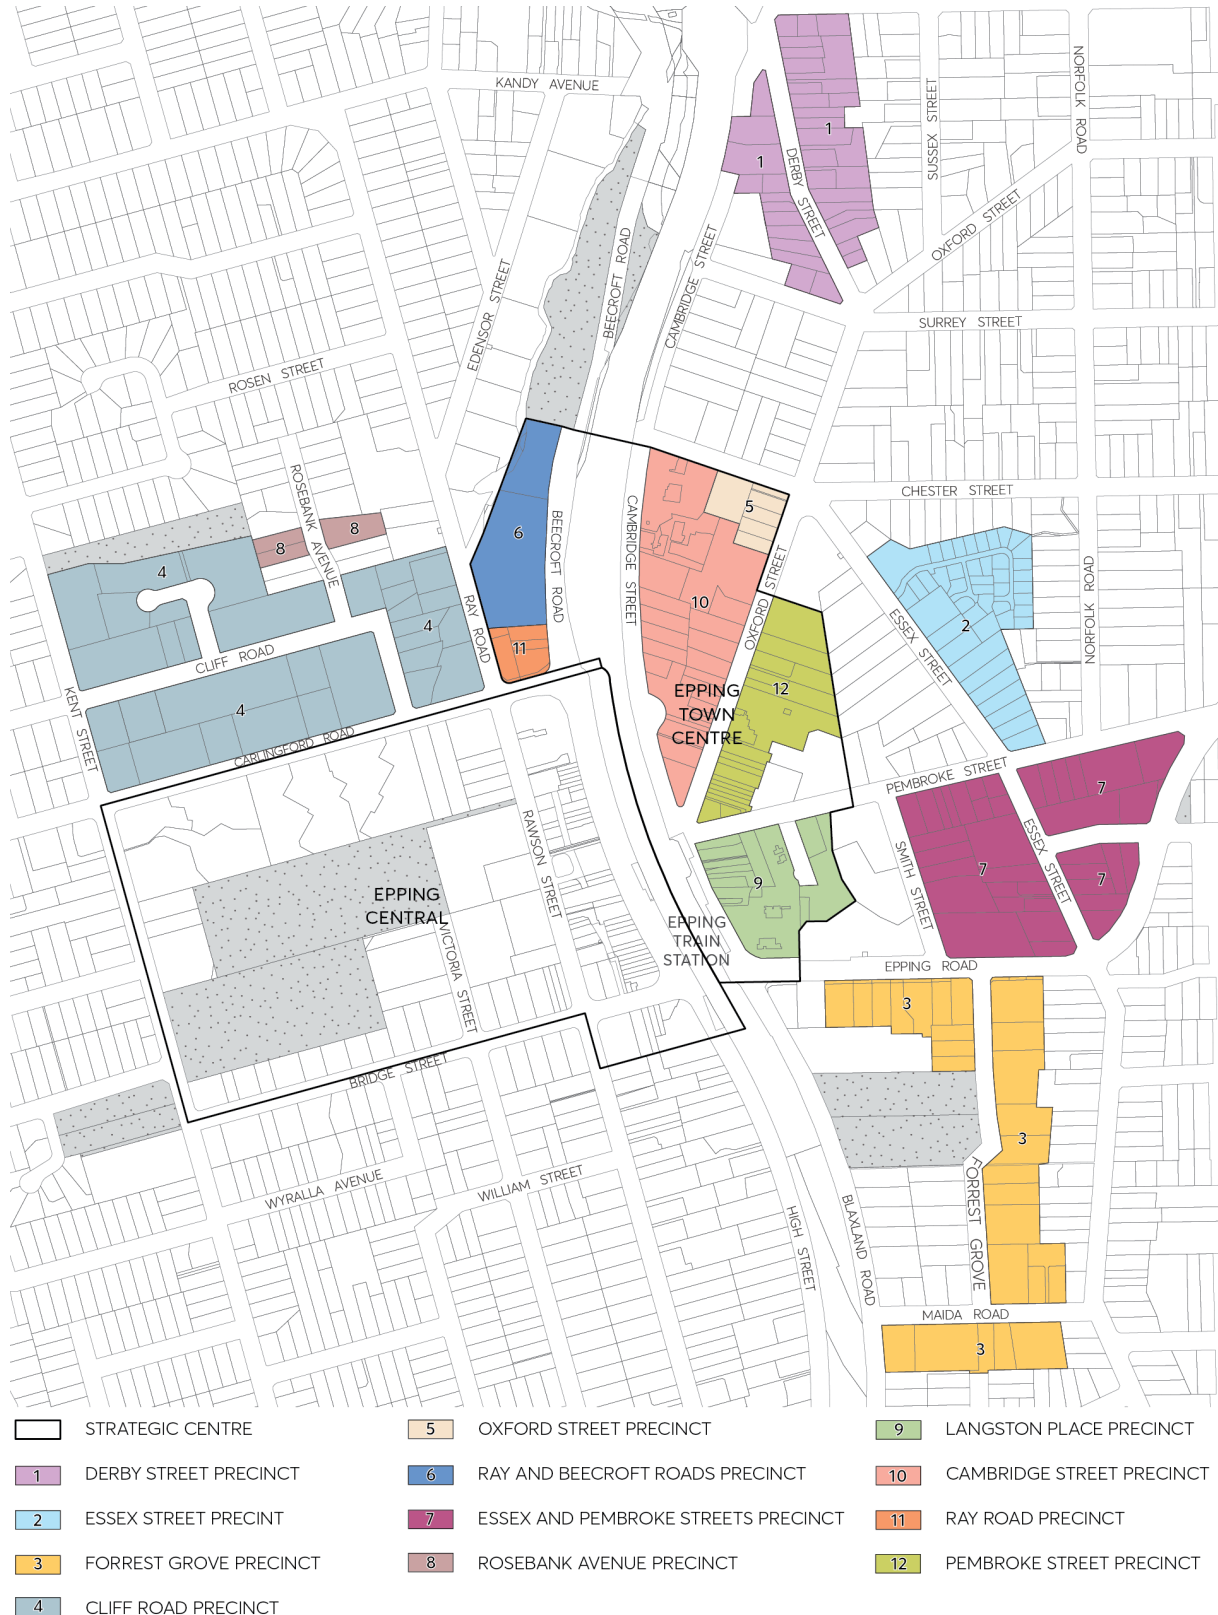 KANDY AVENUE
NORFOLK ROAD
SUSSEX STREET
1
1
DERBY STREET
OXFORD STREET
BEECROFT ROAD
CAMBRIDGE STREET
EDENSOR STREET
SURREY STREET
ROSEN STREET
ROSEBANK AVENUE
CHESTER STREET
5
8
8
6
BEECROFT ROAD
CAMBRIDGE STREET
4
10
OXFORD STREET
NORFOLK ROAD
ESSEX STREET
2
4
RAY ROAD
11
CLIFF ROAD
KENT STREET
4
CARLINGFORD ROAD
EPPING
TOWN
CENTRE
12
PEMBROKE STREET
7
RAWSON STREET
SMITH STREET
ESSEX STREET
7
7
9
EPPING
CENTRAL
VICTORIA STREET
EPPING
TRAIN
STATION
EPPING ROAD
3
BRIDGE STREET
3
FORREST GROVE
WYRALLA AVENUE
WILLIAM STREET
HIGH STREET
BLAXLAND ROAD
MAIDA ROAD
3
STRATEGIC CENTRE
1 DERBY STREET PRECINCT
2 ESSEX STREET PRECINT
3 FORREST GROVE PRECINCT
4 CLIFF ROAD PRECINCT
5 OXFORD STREET PRECINCT
6 RAY AND BEECROFT ROADS PRECINCT
7 ESSEX AND PEMBROKE STREETS PRECINCT
8 ROSEBANK AVENUE PRECINCT
9 LANGSTON PLACE PRECINCT
10 CAMBRIDGE STREET PRECINCT
11 RAY ROAD PRECINCT
12 PEMBROKE STREET PRECINCT